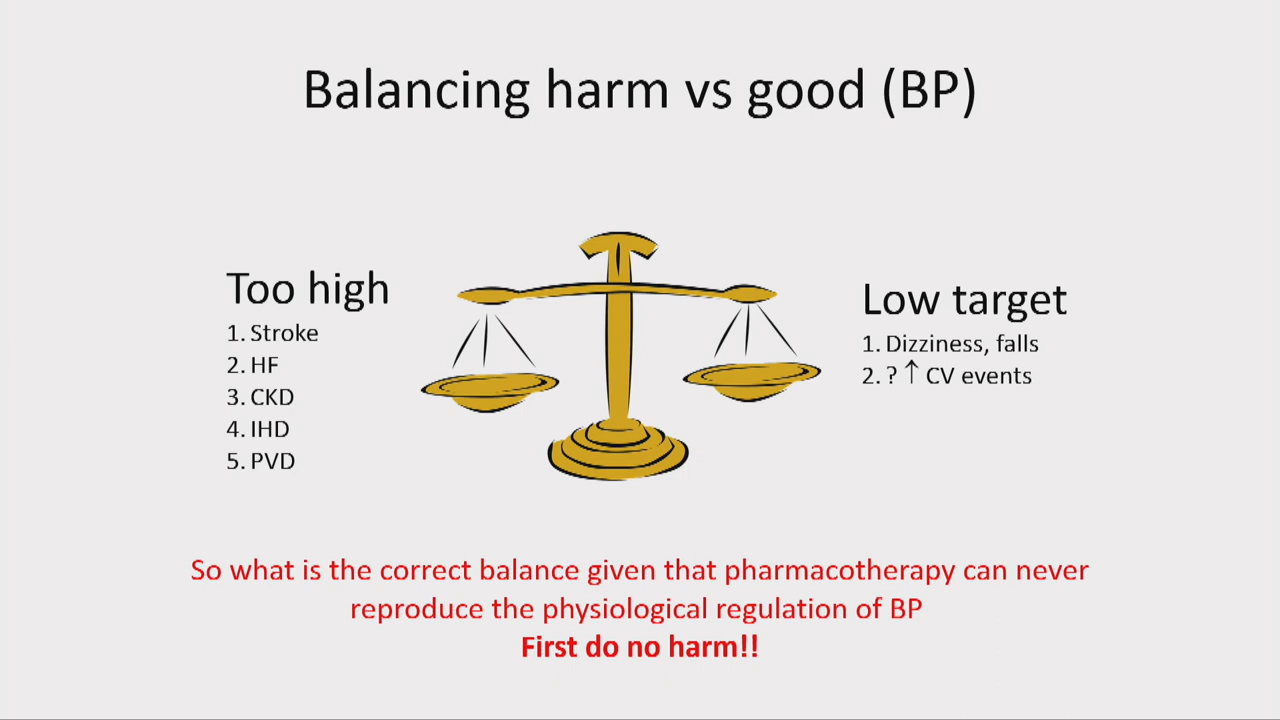 Balancing harm vs good (BP)
Too high
1. Stroke
2. HF
3. CKD
4. IHD
5. PVD
Low target
1. Dizziness, falls
2. ? ↑ CV events
So what is the correct balance given that pharmacotherapy can never
reproduce the physiological regulation of BP
First do no harm!!